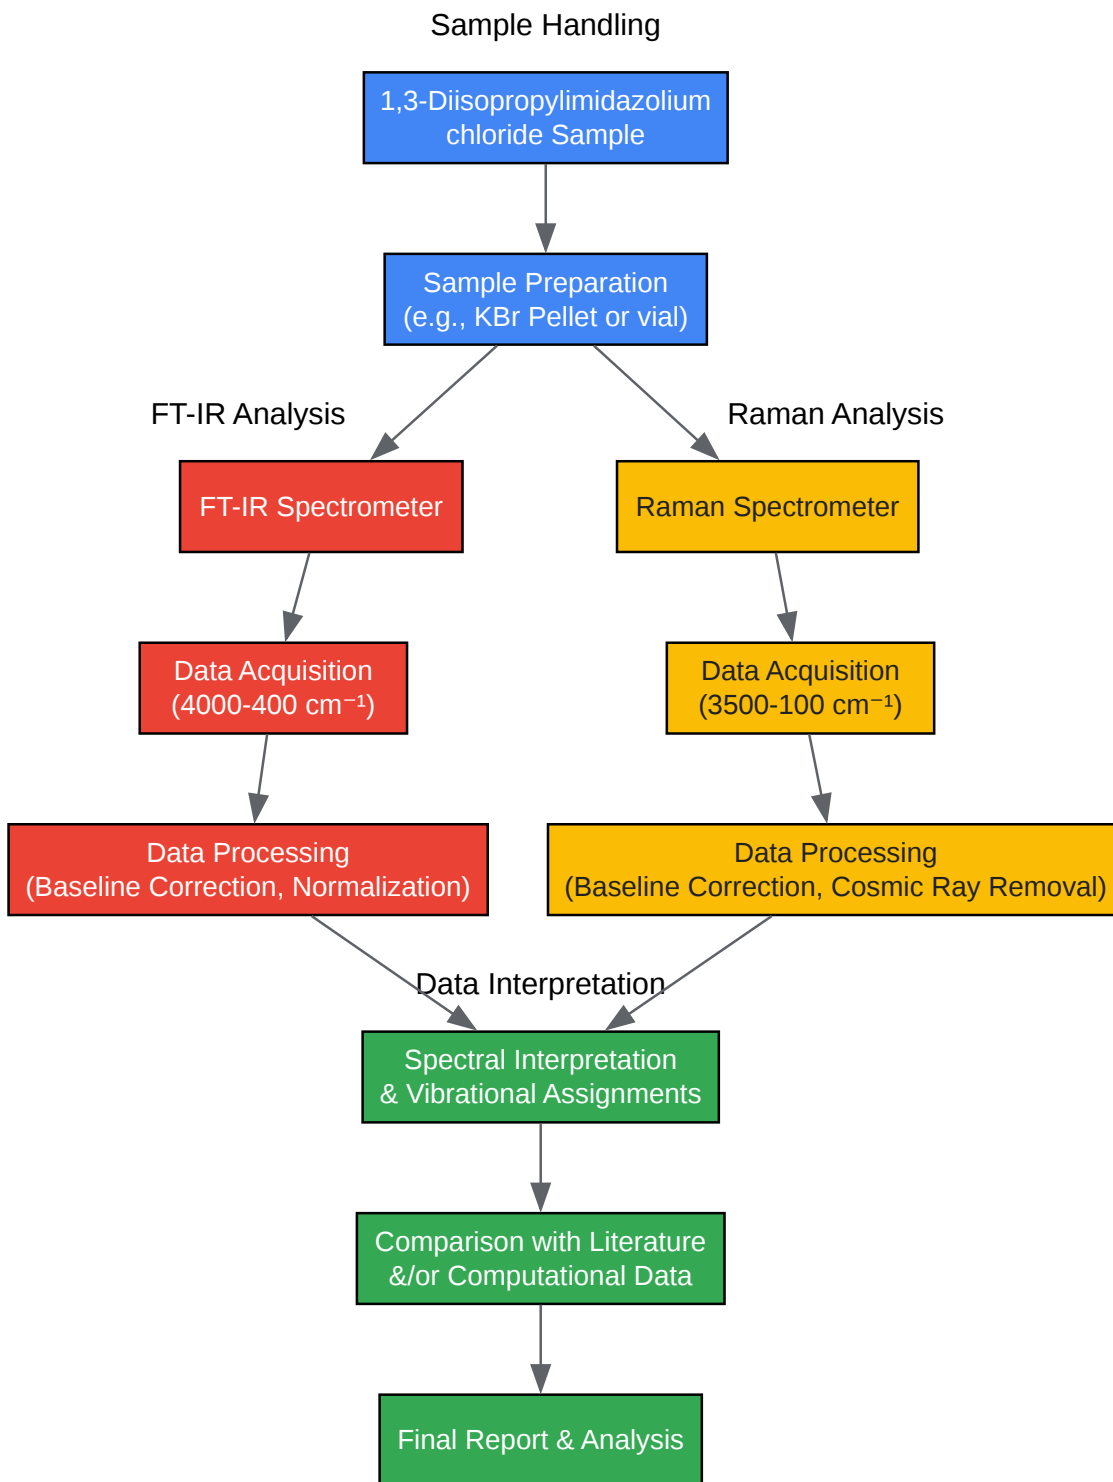 Sample Handling
1,3-Diisopropylimidazolium
chloride Sample
Sample Preparation
(e.g., KBr Pellet or vial)
FT-IR Analysis
Raman Analysis
FT-IR Spectrometer
Raman Spectrometer
Data Acquisition
(4000-400 cm⁻¹)
Data Acquisition
(3500-100 cm⁻¹)
Data Processing
(Baseline Correction, Normalization)
Data Processing
(Baseline Correction, Cosmic Ray Removal)
Data Interpretation
Spectral Interpretation
& Vibrational Assignments
Comparison with Literature
&/or Computational Data
Final Report & Analysis